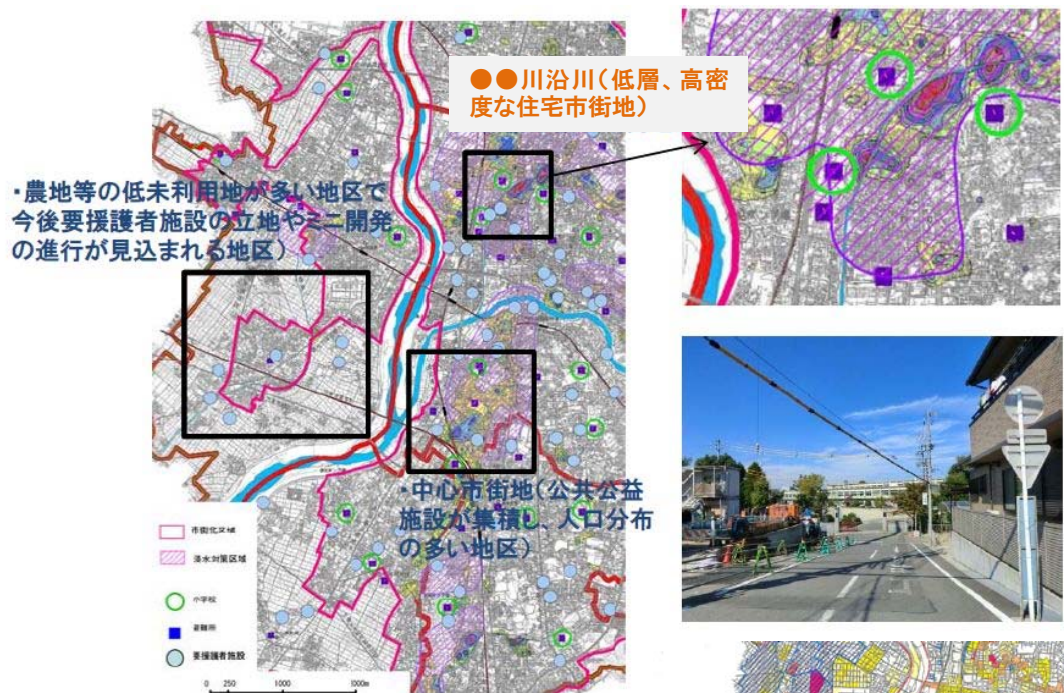 ●●川沿川(低層、高密
度な住宅市街地)
・農地等の低未利用地が多い地区で
今後要援護者施設の立地やミニ開発
の進行が見込まれる地区)
・中心市街地(公共公益
施設が集積し、人口分布
の多い地区)
市街化区域
浸水対策区域
小学校
避難所
要援護者施設
0 250 1000 2000m